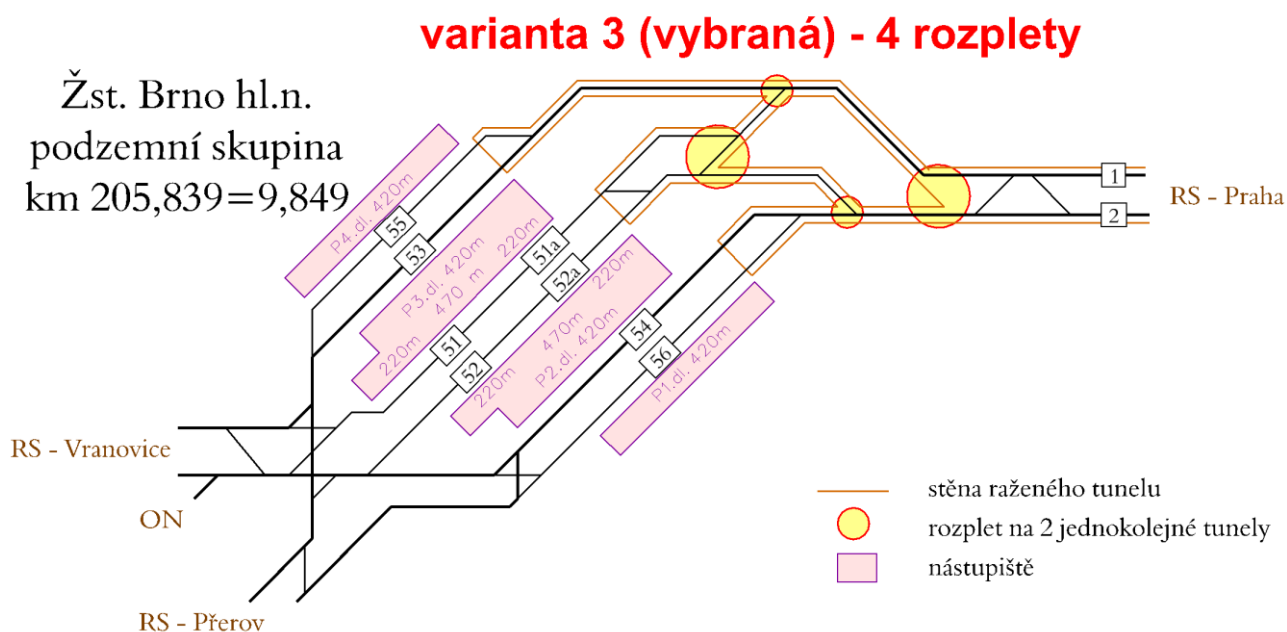 varianta 3 (vybraná) - 4 rozplety
Žst. Brno hl.n.
podzemní skupina
km 205,839=9,849
1
RS - Praha
2
P4.dl. 420m
55
53
P3.dl. 420m
470 m
220m
220m
51a
52a
51
52
470m
220m
P2.dl. 420m
220m
54
56
P1.dl. 420m
RS - Vranovice
ON
RS - Přerov
stěna raženého tunelu
rozplet na 2 jednokolejné tunely
nástupiště